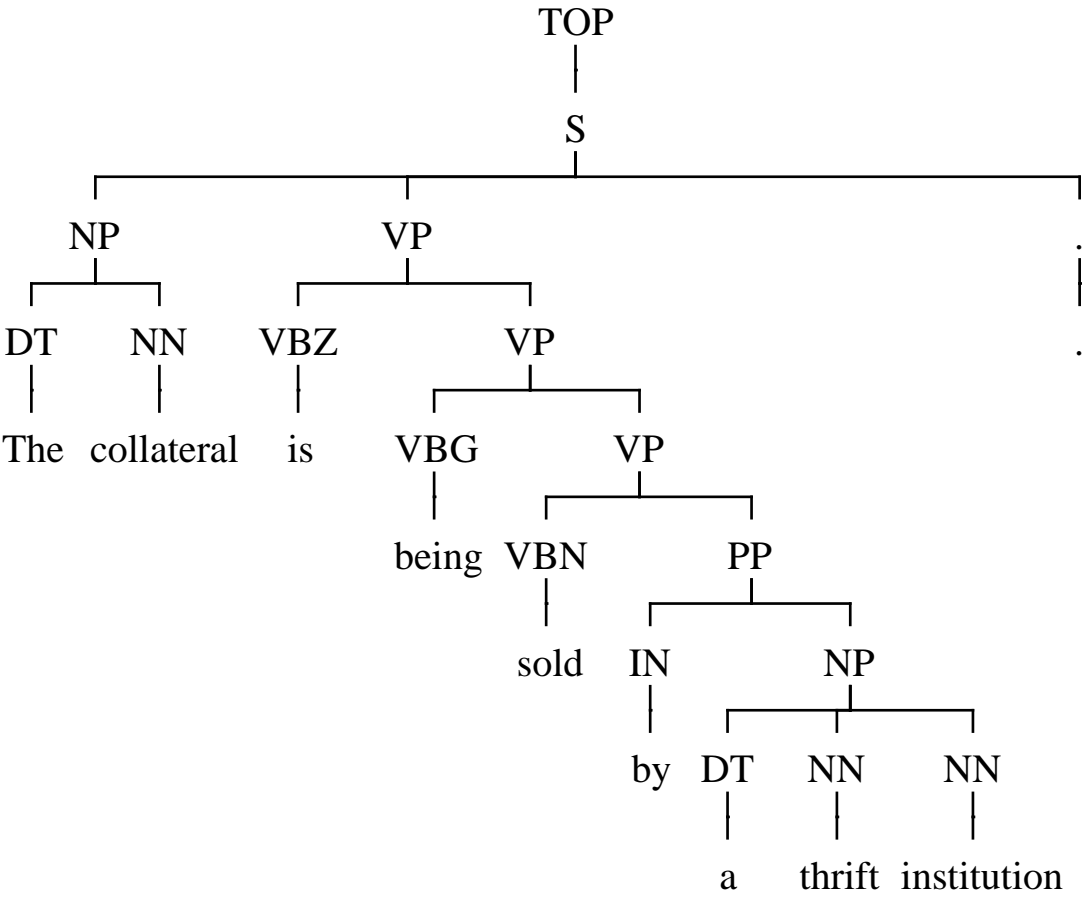 TOP
S
NP VP .
DT NN VBZ VP .
The collateral is VBG VP
being VBN PP
sold IN NP
by DT NN NN
a thrift institution